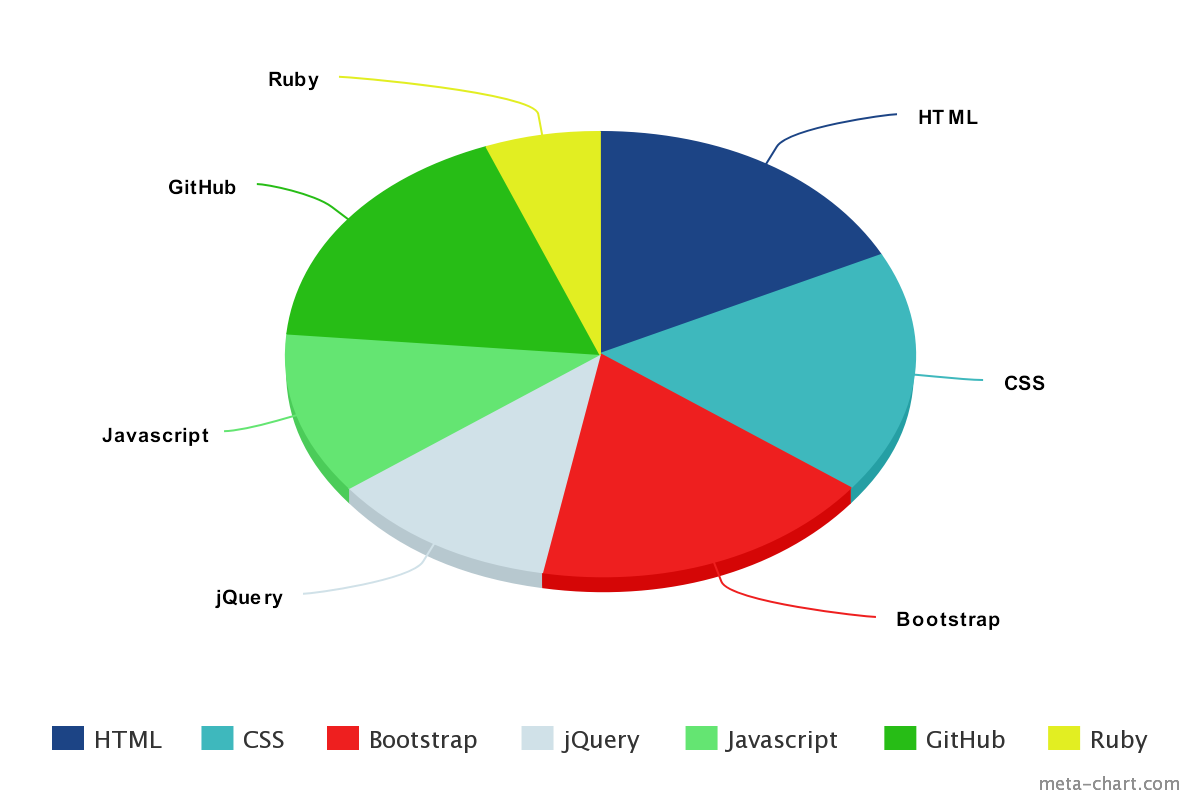 Ruby
HTML
GitHub
CSS
Javascript
jQuery
Bootstrap
HTML CSS Bootstrap jQuery Javascript GitHub Ruby
meta-chart.com